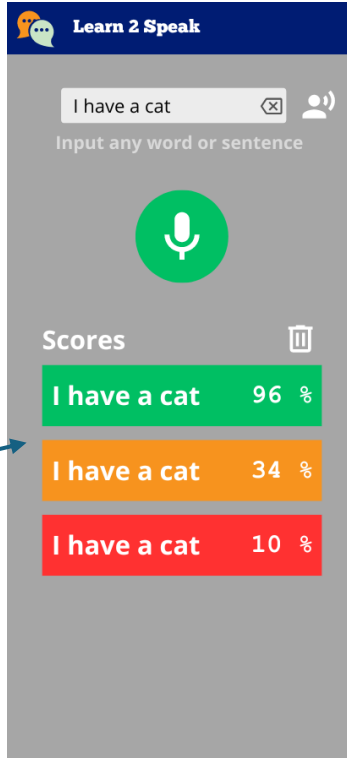 Learn 2 Speak
I have a cat
Input any word or sentence
Scores
I have a cat 96 %
I have a cat 34 %
I have a cat 10 %